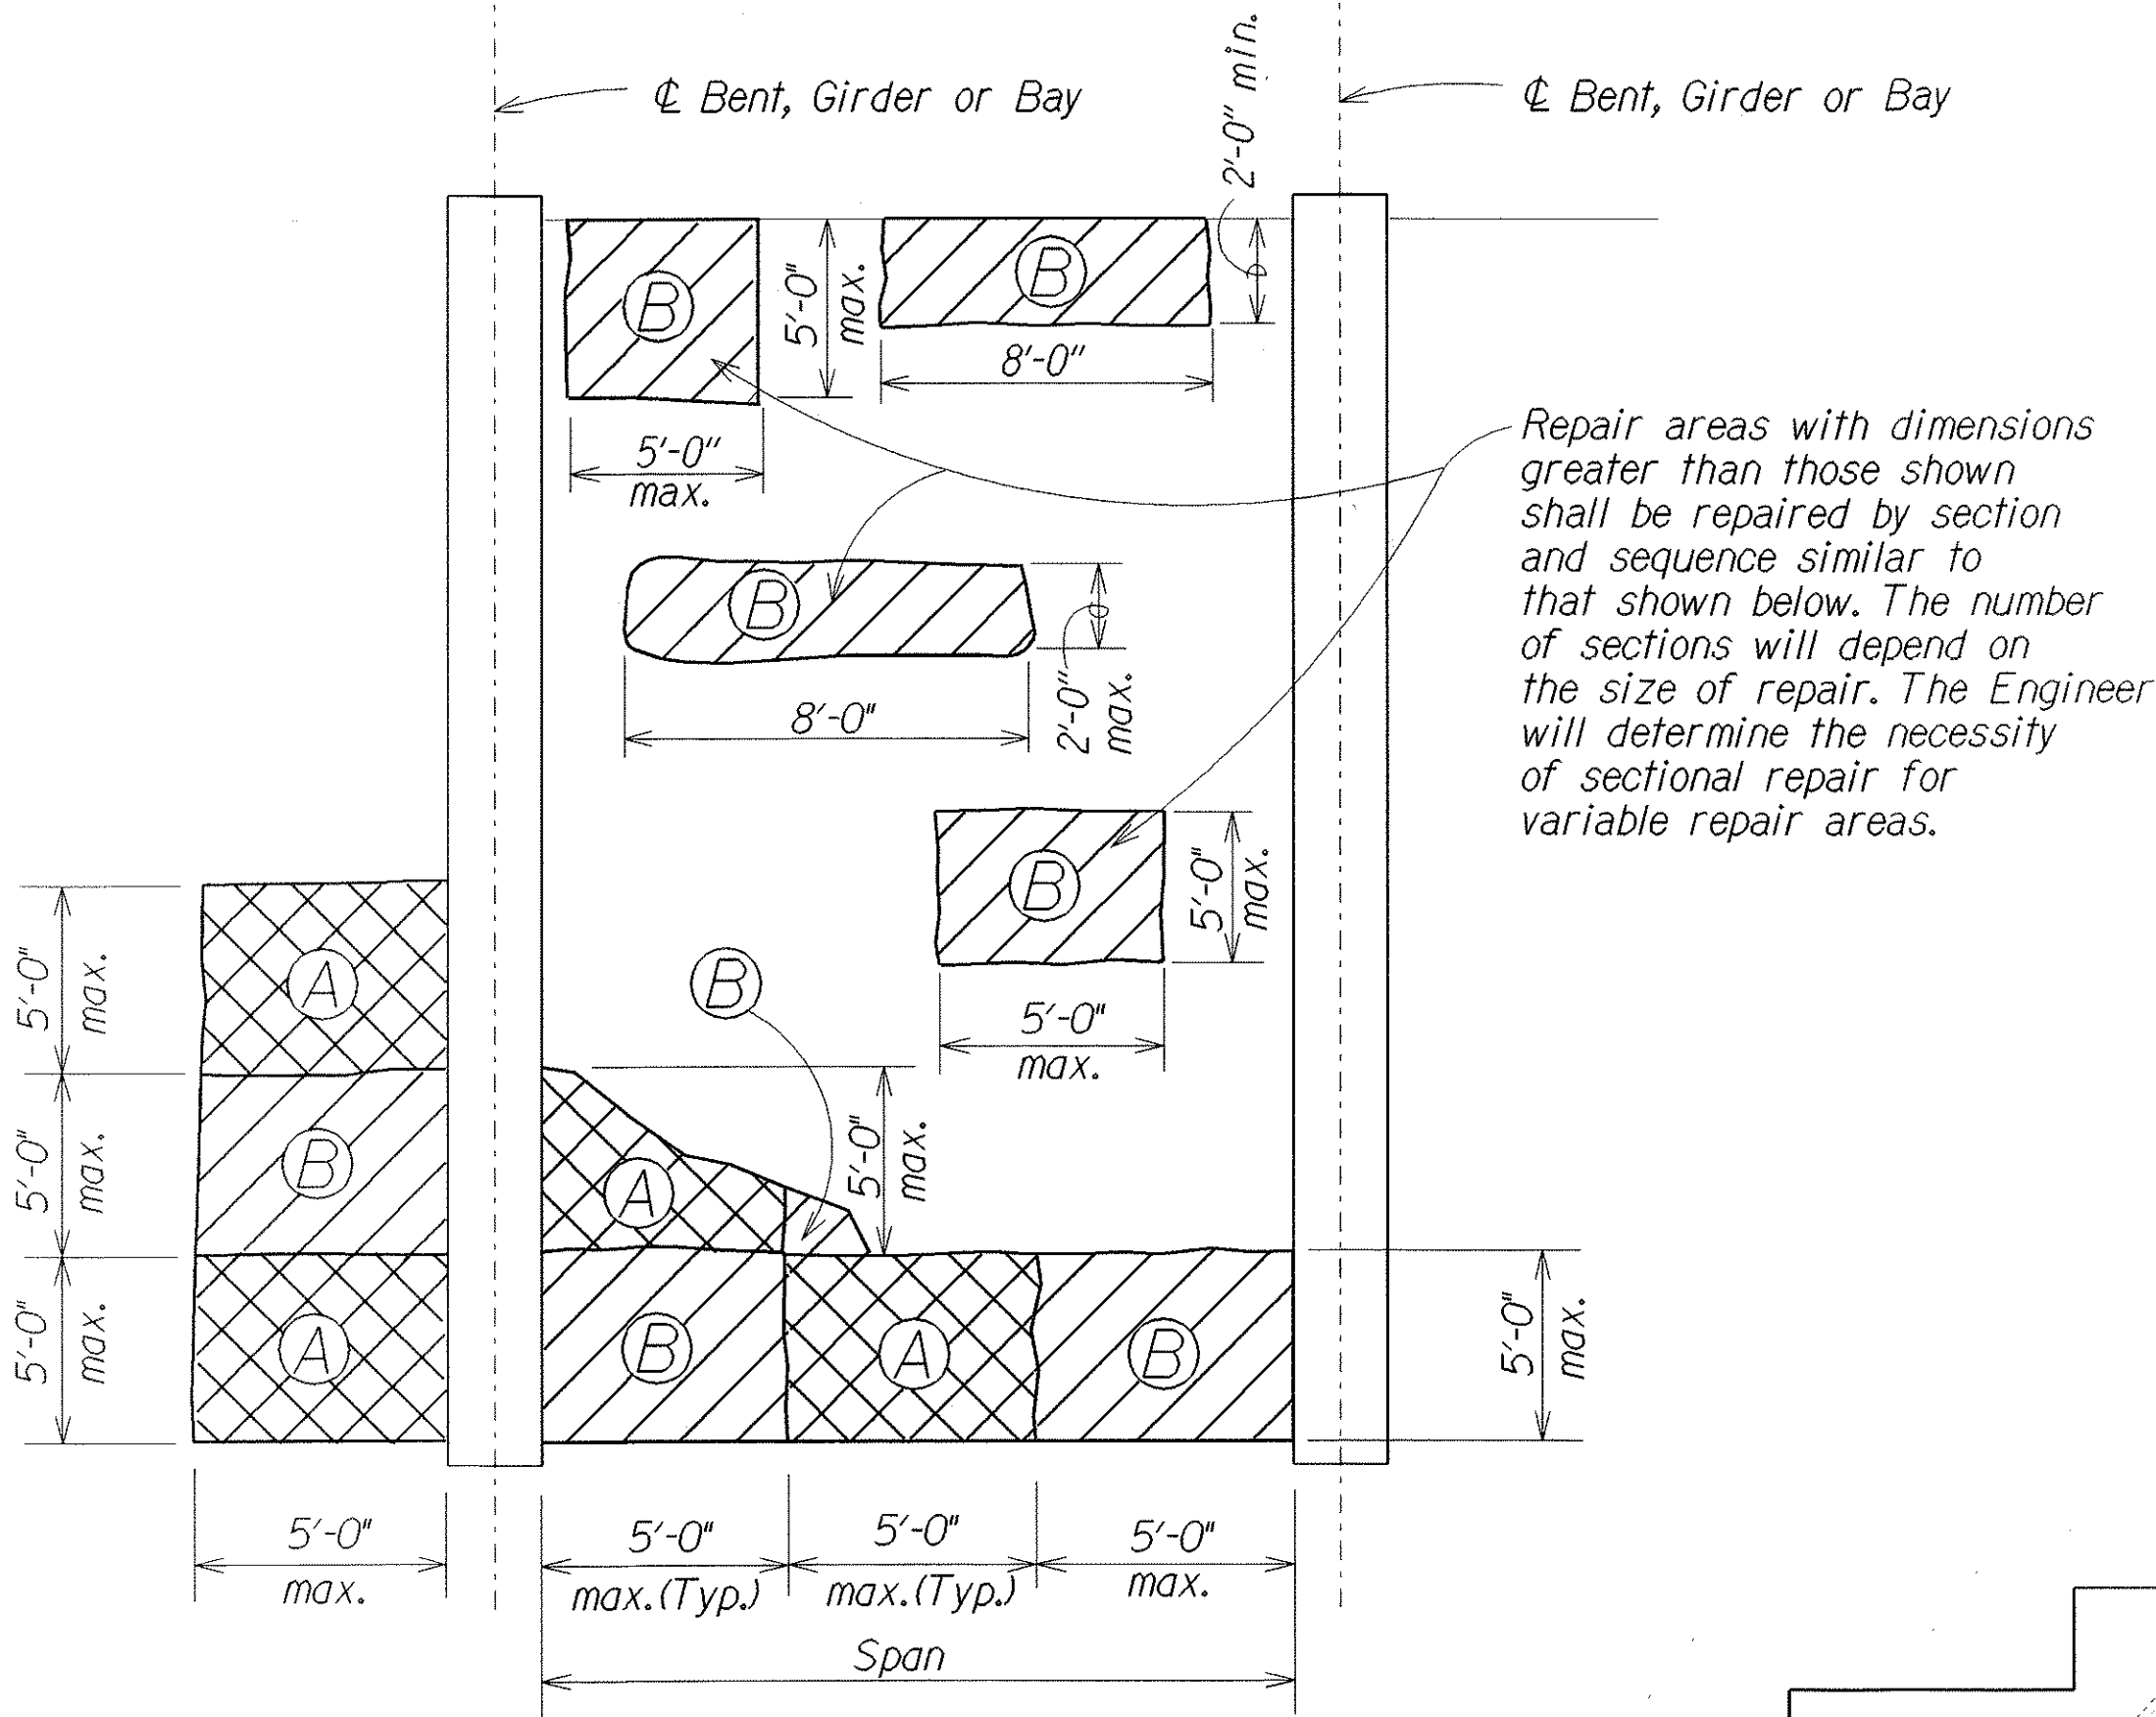 ℄ Bent, Girder or Bay
℄ Bent, Girder or Bay
2'-0" min.
B
5'-0"
max.
B
8'-0"
5'-0"
max.
Repair areas with dimensions
greater than those shown
shall be repaired by section
and sequence similar to
that shown below. The number
of sections will depend on
the size of repair. The Engineer
will determine the necessity
of sectional repair for
variable repair areas.
B
8'-0"
2'-0"
max.
B
5'-0"
max.
5'-0"
max.
B
5'-0"
max.
A
5'-0"
max.
B
A
5'-0"
max.
5'-0"
max.
A
B
A
B
5'-0"
max.
5'-0"
max.
5'-0"
max.(Typ.)
5'-0"
max.(Typ.)
5'-0"
max.
Span